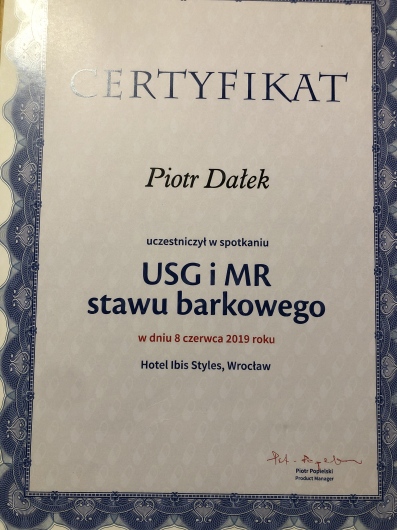 CERTYFIKAT
Piotr Dałek
uczestniczył w spotkaniu
USG i MR
stawu barkowego
w dniu 8 czerwca 2019 roku
Hotel Ibis Styles, Wrocław
Piotr Popielski
Product Manager